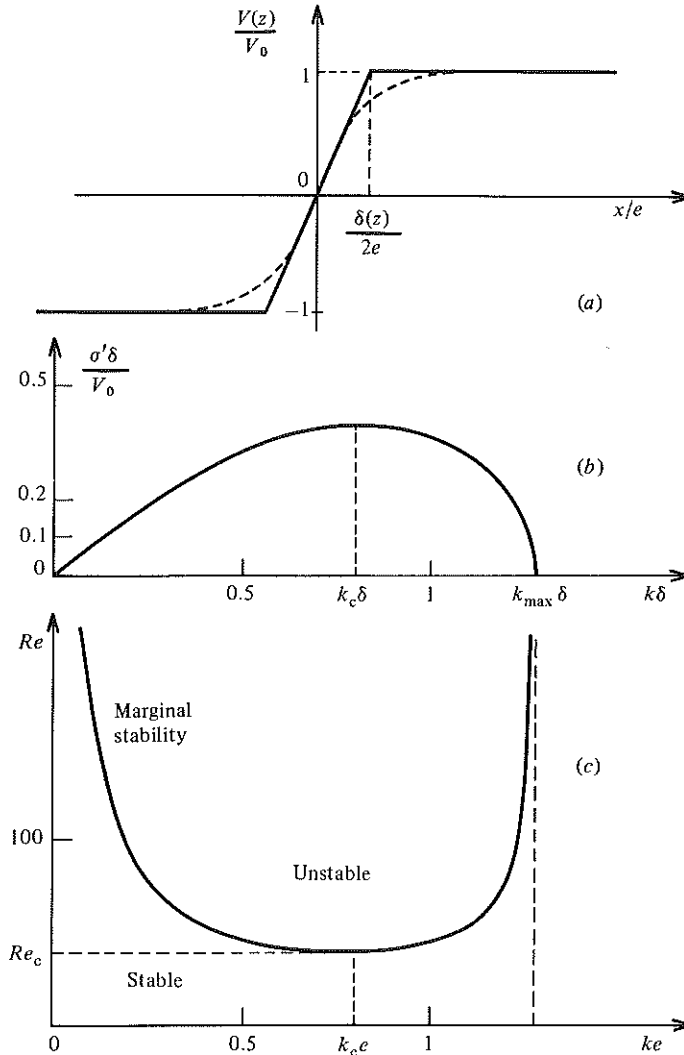 V(z)
V₀
1
0
x/e
δ(z)
2e
−1
(a)
σ'δ
V₀
0.5
0.2
0.1
0
(b)
0.5
k_cδ
1
k_max δ
kδ
Re
Marginal
stability
(c)
100
Unstable
Re_c
Stable
0
0.5
k_c e
1
ke